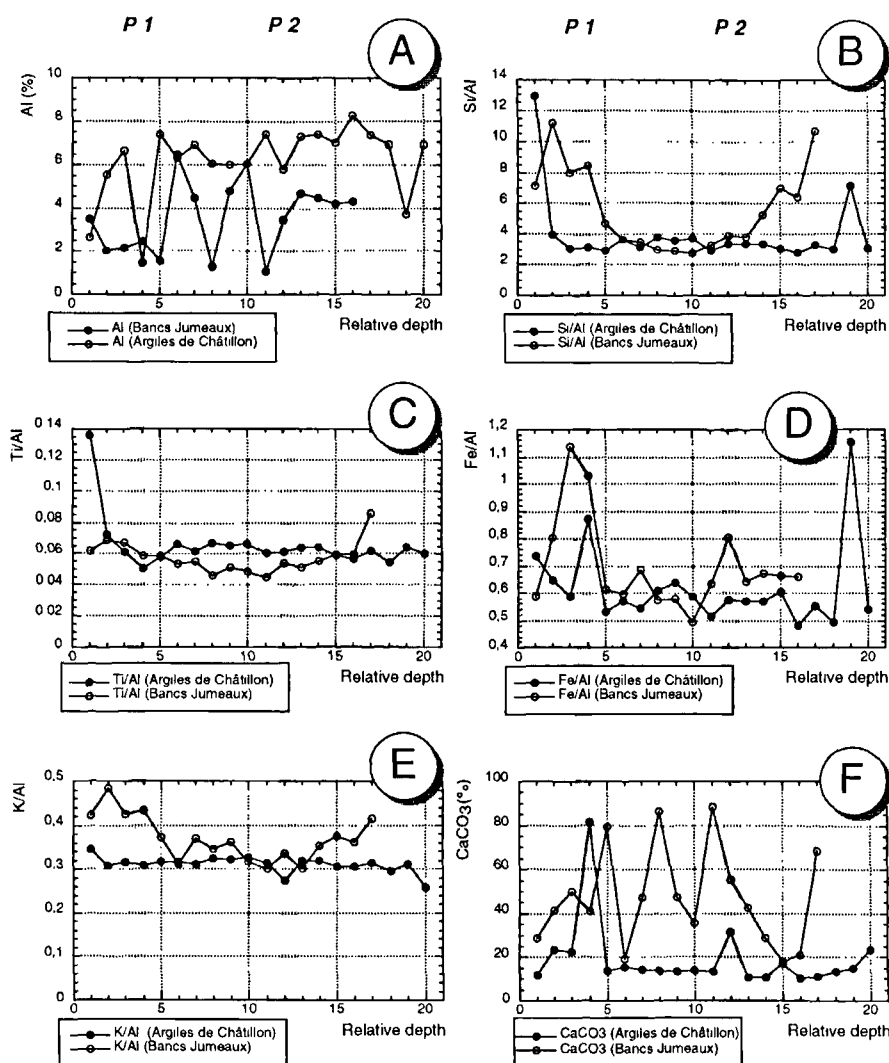 P 1 P 2 P 1 P 2
A
Al (%)
10
8
6
4
2
0
0 5 10 15 20
Relative depth
Al (Bancs Jumeaux)
Al (Argiles de Châtillon)
B
Si/Al
14
12
10
8
6
4
2
0
0 5 10 15 20
Relative depth
Si/Al (Argiles de Châtillon)
Si/Al (Bancs Jumeaux)
C
Ti/Al
0 14
0,12
0,1
0,08
0,06
0 04
0 02
0
0 5 10 15 20
Relative depth
Ti/Al (Argiles de Châtillon)
Ti/Al (Bancs Jumeaux)
D
Fe/Al
1,2
1,1
1
0,9
0,8
0,7
0,6
0,5
0,4
0 5 10 15 20
Relative depth
Fe/Al (Argiles de Châtillon)
Fe/Al (Bancs Jumeaux)
E
K/Al
0,5
0,4
0,3
0,2
0,1
0
0 5 10 15 20
Relative depth
K/Al (Argiles de Châtillon)
K/Al (Bancs Jumeaux)
F
CaCO3(%)
100
80
60
40
20
0
0 5 10 15 20
Relative depth
CaCO3 (Argiles de Châtillon)
CaCO3 (Bancs Jumeaux)